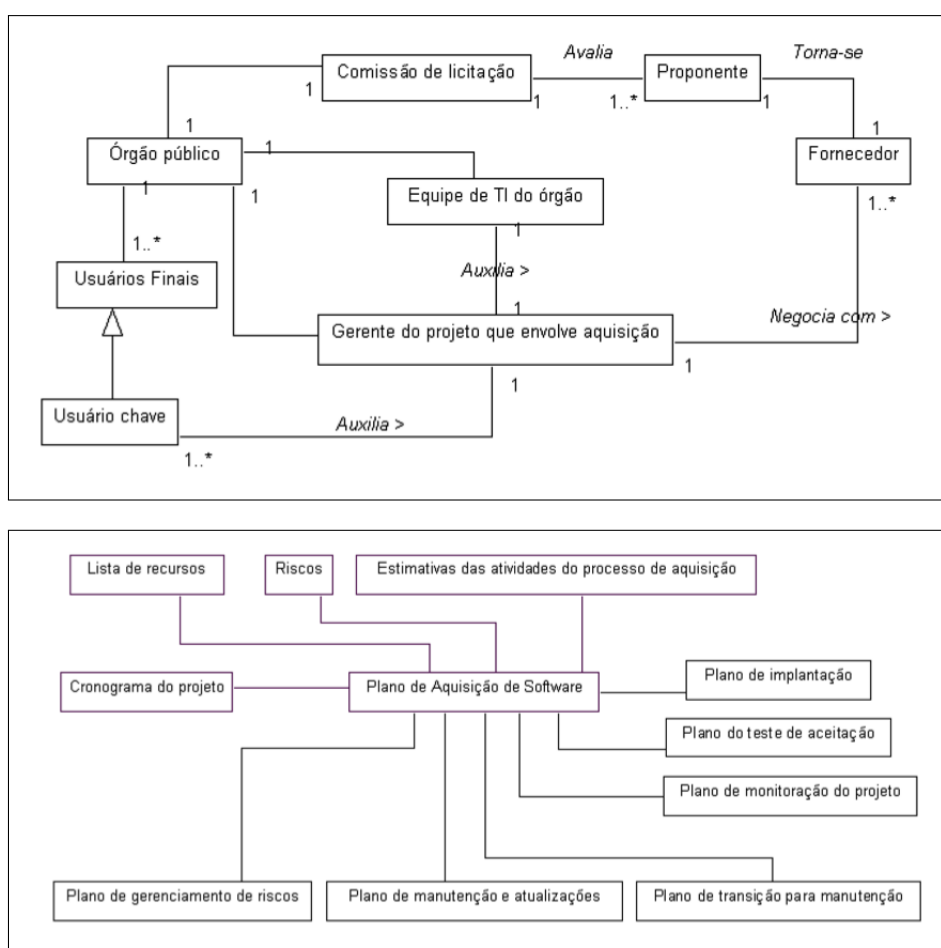 Avalia
Torna-se
Comissão de licitação
Proponente
1
1
1..*
1
1
1
1
Órgão público
Fornecedor
1
1
Equipe de TI do órgão
1..*
1..*
1
Usuários Finais
Auxilia >
1
Negocia com >
Gerente do projeto que envolve aquisição
1
1
Usuário chave
Auxilia >
1..*
Lista de recursos
Riscos
Estimativas das atividades do processo de aquisição
Cronograma do projeto
Plano de Aquisição de Software
Plano de implantação
Plano do teste de aceitação
Plano de monitoração do projeto
Plano de gerenciamento de riscos
Plano de manutenção e atualizações
Plano de transição para manutenção